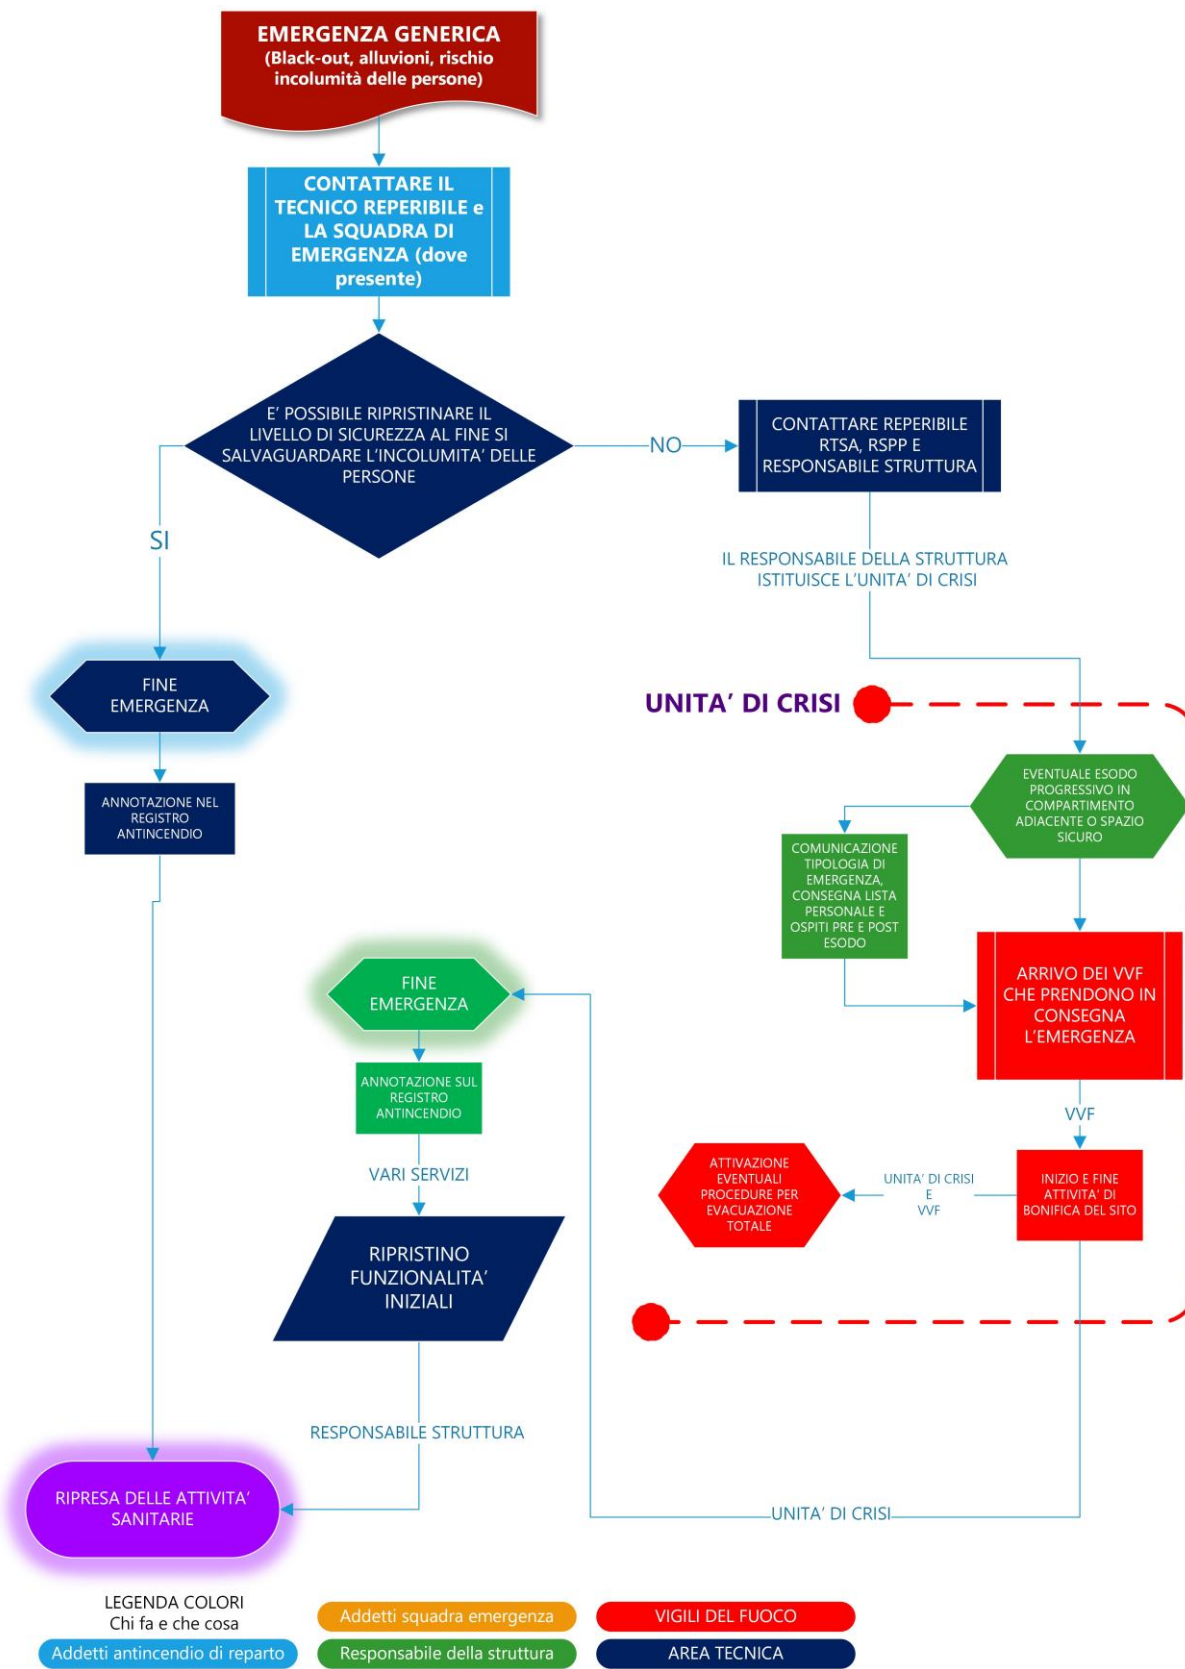 EMERGENZA GENERICA
(Black-out, alluvioni, rischio
incolumità delle persone)
CONTATTARE IL
TECNICO REPERIBILE e
LA SQUADRA DI
EMERGENZA (dove
presente)
E' POSSIBILE RIPRISTINARE IL
LIVELLO DI SICUREZZA AL FINE SI
SALVAGUARDARE L'INCOLUMITA' DELLE
PERSONE
NO
CONTATTARE REPERIBILE
RTSA, RSPP E
RESPONSABILE STRUTTURA
SI
IL RESPONSABILE DELLA STRUTTURA
ISTITUISCE L'UNITA' DI CRISI
FINE
EMERGENZA
UNITA' DI CRISI
ANNOTAZIONE NEL
REGISTRO
ANTINCENDIO
EVENTUALE ESODO
PROGRESSIVO IN
COMPARTIMENTO
ADIACENTE O SPAZIO
SICURO
COMUNICAZIONE
TIPOLOGIA DI
EMERGENZA,
CONSEGNA LISTA
PERSONALE E
OSPITI PRE E POST
ESODO
ARRIVO DEI VVF
CHE PRENDONO IN
CONSEGNA
L'EMERGENZA
FINE
EMERGENZA
ANNOTAZIONE SUL
REGISTRO
ANTINCENDIO
VVF
VARI SERVIZI
ATTIVAZIONE
EVENTUALI
PROCEDURE PER
EVACUAZIONE
TOTALE
UNITA' DI CRISI
E
VVF
INIZIO E FINE
ATTIVITA' DI
BONIFICA DEL SITO
RIPRISTINO
FUNZIONALITA'
INIZIALI
RESPONSABILE STRUTTURA
RIPRESA DELLE ATTIVITA'
SANITARIE
UNITA' DI CRISI
LEGENDA COLORI
Chi fa e che cosa
Addetti squadra emergenza
VIGILI DEL FUOCO
Addetti antincendio di reparto
Responsabile della struttura
AREA TECNICA